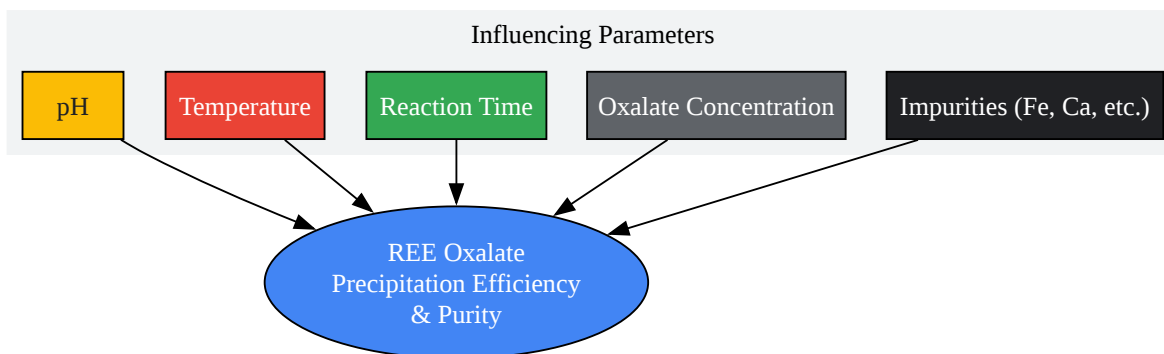 Influencing Parameters
pH
Temperature
Reaction Time
Oxalate Concentration
Impurities (Fe, Ca, etc.)
REE Oxalate
Precipitation Efficiency
& Purity